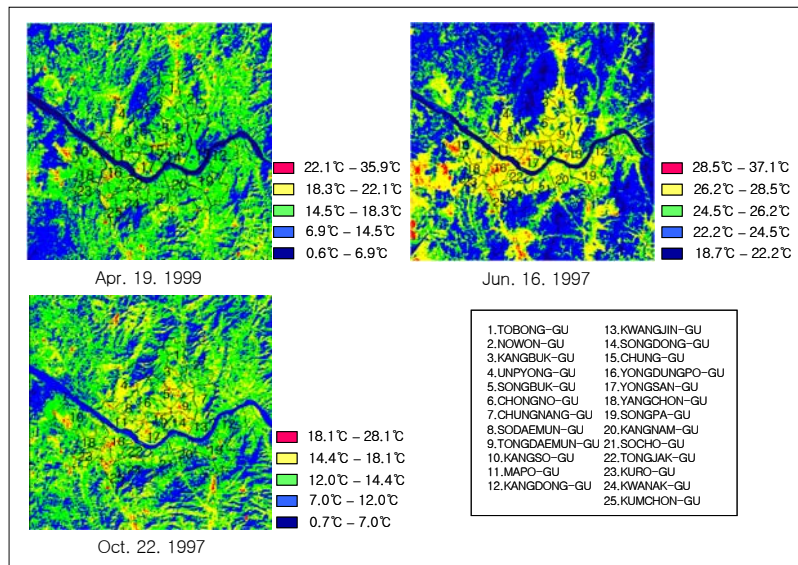 22.1℃ - 35.9℃
18.3℃ - 22.1℃
14.5℃ - 18.3℃
6.9℃ - 14.5℃
0.6℃ - 6.9℃
Apr. 19. 1999
28.5℃ - 37.1℃
26.2℃ - 28.5℃
24.5℃ - 26.2℃
22.2℃ - 24.5℃
18.7℃ - 22.2℃
Jun. 16. 1997
18.1℃ - 28.1℃
14.4℃ - 18.1℃
12.0℃ - 14.4℃
7.0℃ - 12.0℃
0.7℃ - 7.0℃
Oct. 22. 1997
1.TOBONG-GU
2.NOWON-GU
3.KANGBUK-GU
4.UNPYONG-GU
5.SONGBUK-GU
6.CHONGNO-GU
7.CHUNGNANG-GU
8.SODAEMUN-GU
9.TONGDAEMUN-GU
10.KANGSO-GU
11.MAPO-GU
12.KANGDONG-GU
13.KWANGJIN-GU
14.SONGDONG-GU
15.CHUNG-GU
16.YONGDUNGPO-GU
17.YONGSAN-GU
18.YANGCHON-GU
19.SONGPA-GU
20.KANGNAM-GU
21.SOCHO-GU
22.TONGJAK-GU
23.KURO-GU
24.KWANAK-GU
25.KUMCHON-GU